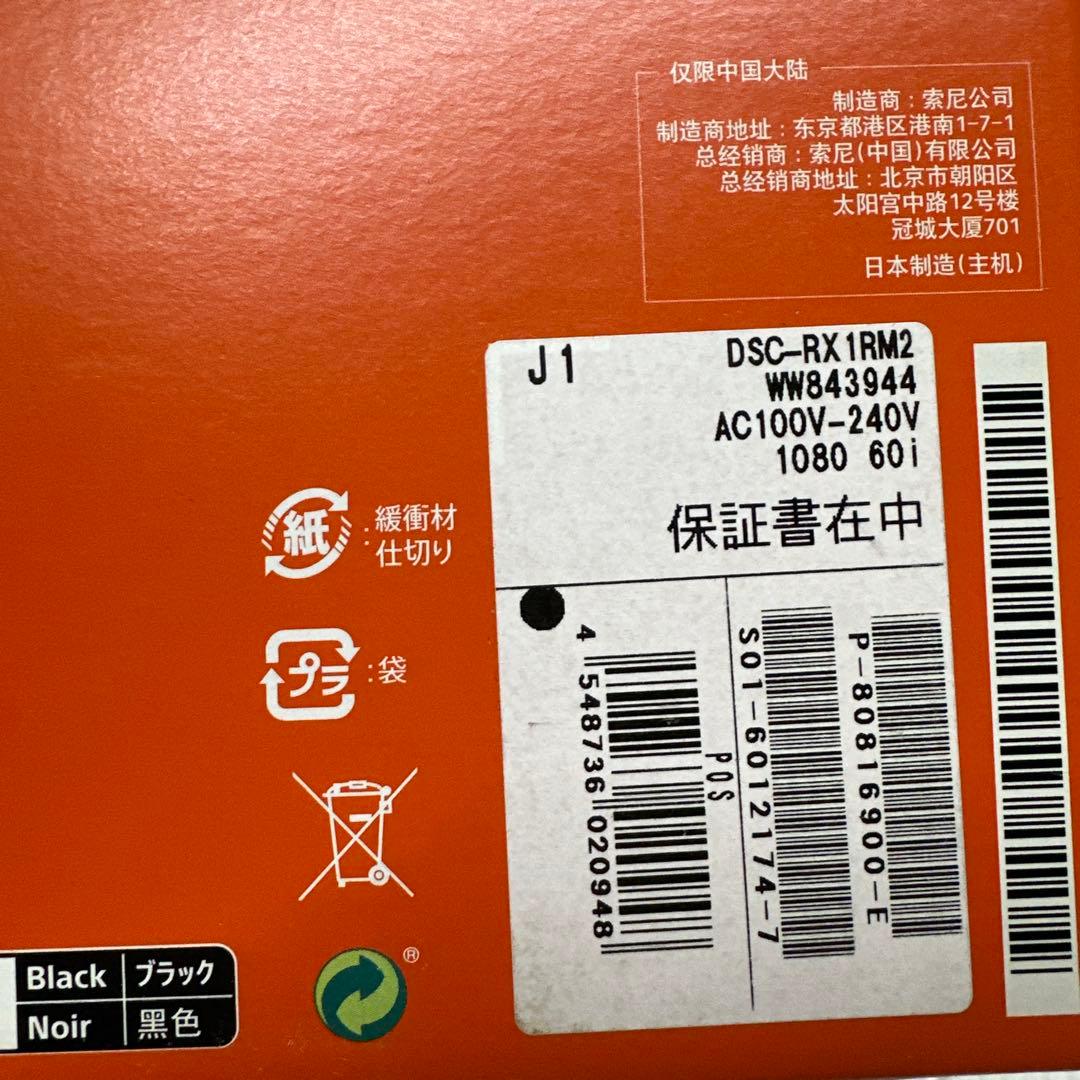 仅限中国大陆
制造商：索尼公司
制造商地址：东京都港区港南1-7-1
总经销商：索尼(中国)有限公司
总经销商地址：北京市朝阳区
太阳宫中路12号楼
冠城大厦701
日本制造(主机)
J1
DSC-RX1RM2
WW843944
AC100V-240V
1080 60i
保証書在中
紙：緩衝材
仕切り
プラ：袋
4 548736 020948
POS
S01-6012174-7
P-80816900-E
Black ブラック
Noir 黑色
®